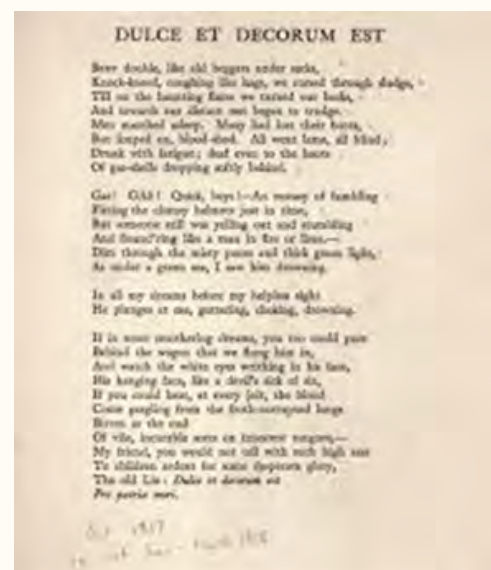 DULCE ET DECORUM EST
Bent double, like old beggars under sacks,
Knock-kneed, coughing like hags, we cursed through sludge,
Till on the haunting flares we turned our backs,
And towards our distant rest began to trudge.
Men marched asleep. Many had lost their boots,
But limped on, blood-shod. All went lame, all blind;
Drunk with fatigue; deaf even to the hoots
Of gas-shells dropping softly behind.
Gas! GAS! Quick, boys!—An ecstasy of fumbling
Fitting the clumsy helmets just in time,
But someone still was yelling out and stumbling
And flound'ring like a man in fire or lime.—
Dim through the misty panes and thick green light,
As under a green sea, I saw him drowning.
In all my dreams before my helpless sight
He plunges at me, guttering, choking, drowning.
If in some smothering dreams, you too could pace
Behind the wagon that we flung him in,
And watch the white eyes writhing in his face,
His hanging face, like a devil's sick of sin,
If you could hear, at every jolt, the blood
Come gargling from the froth-corrupted lungs
Bitten as the cud
Of vile, incurable sores on innocent tongues,—
My friend, you would not tell with such high zest
To children ardent for some desperate glory,
The old Lie: Dulce et decorum est
Pro patria mori.
1917